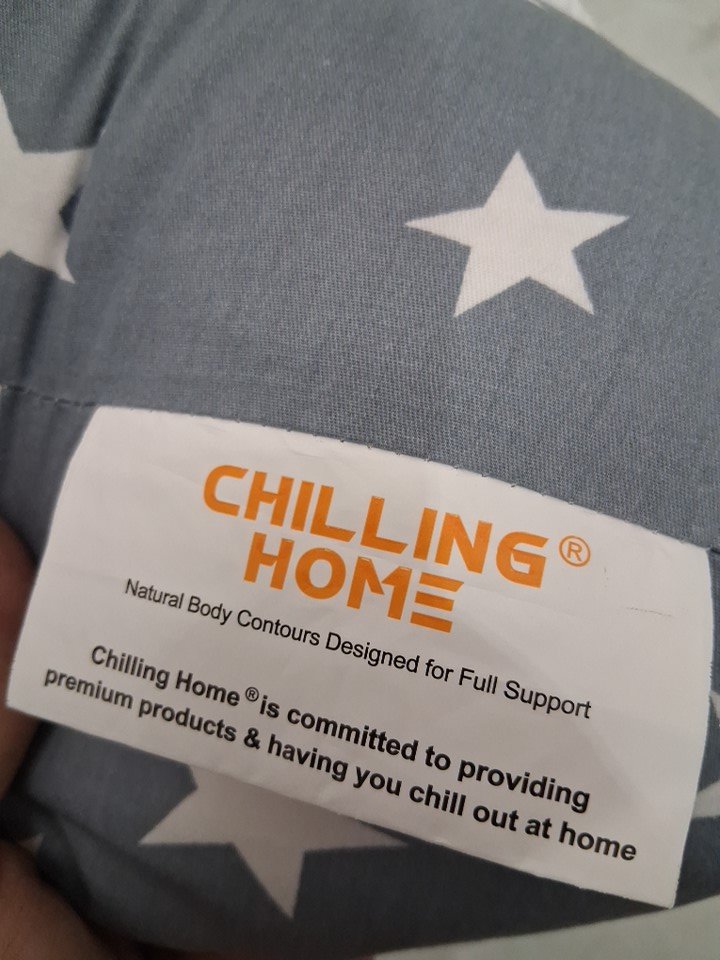 CHILLING®
HOME
Natural Body Contours Designed for Full Support
Chilling Home® is committed to providing
premium products & having you chill out at home